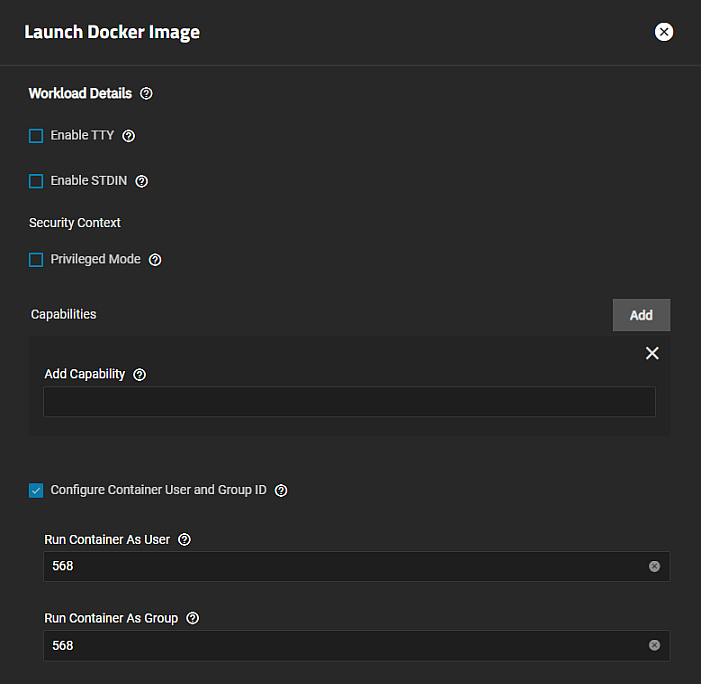 Launch Docker Image
Workload Details
Enable TTY
Enable STDIN
Security Context
Privileged Mode
Capabilities
Add
Add Capability
Configure Container User and Group ID
Run Container As User
568
Run Container As Group
568